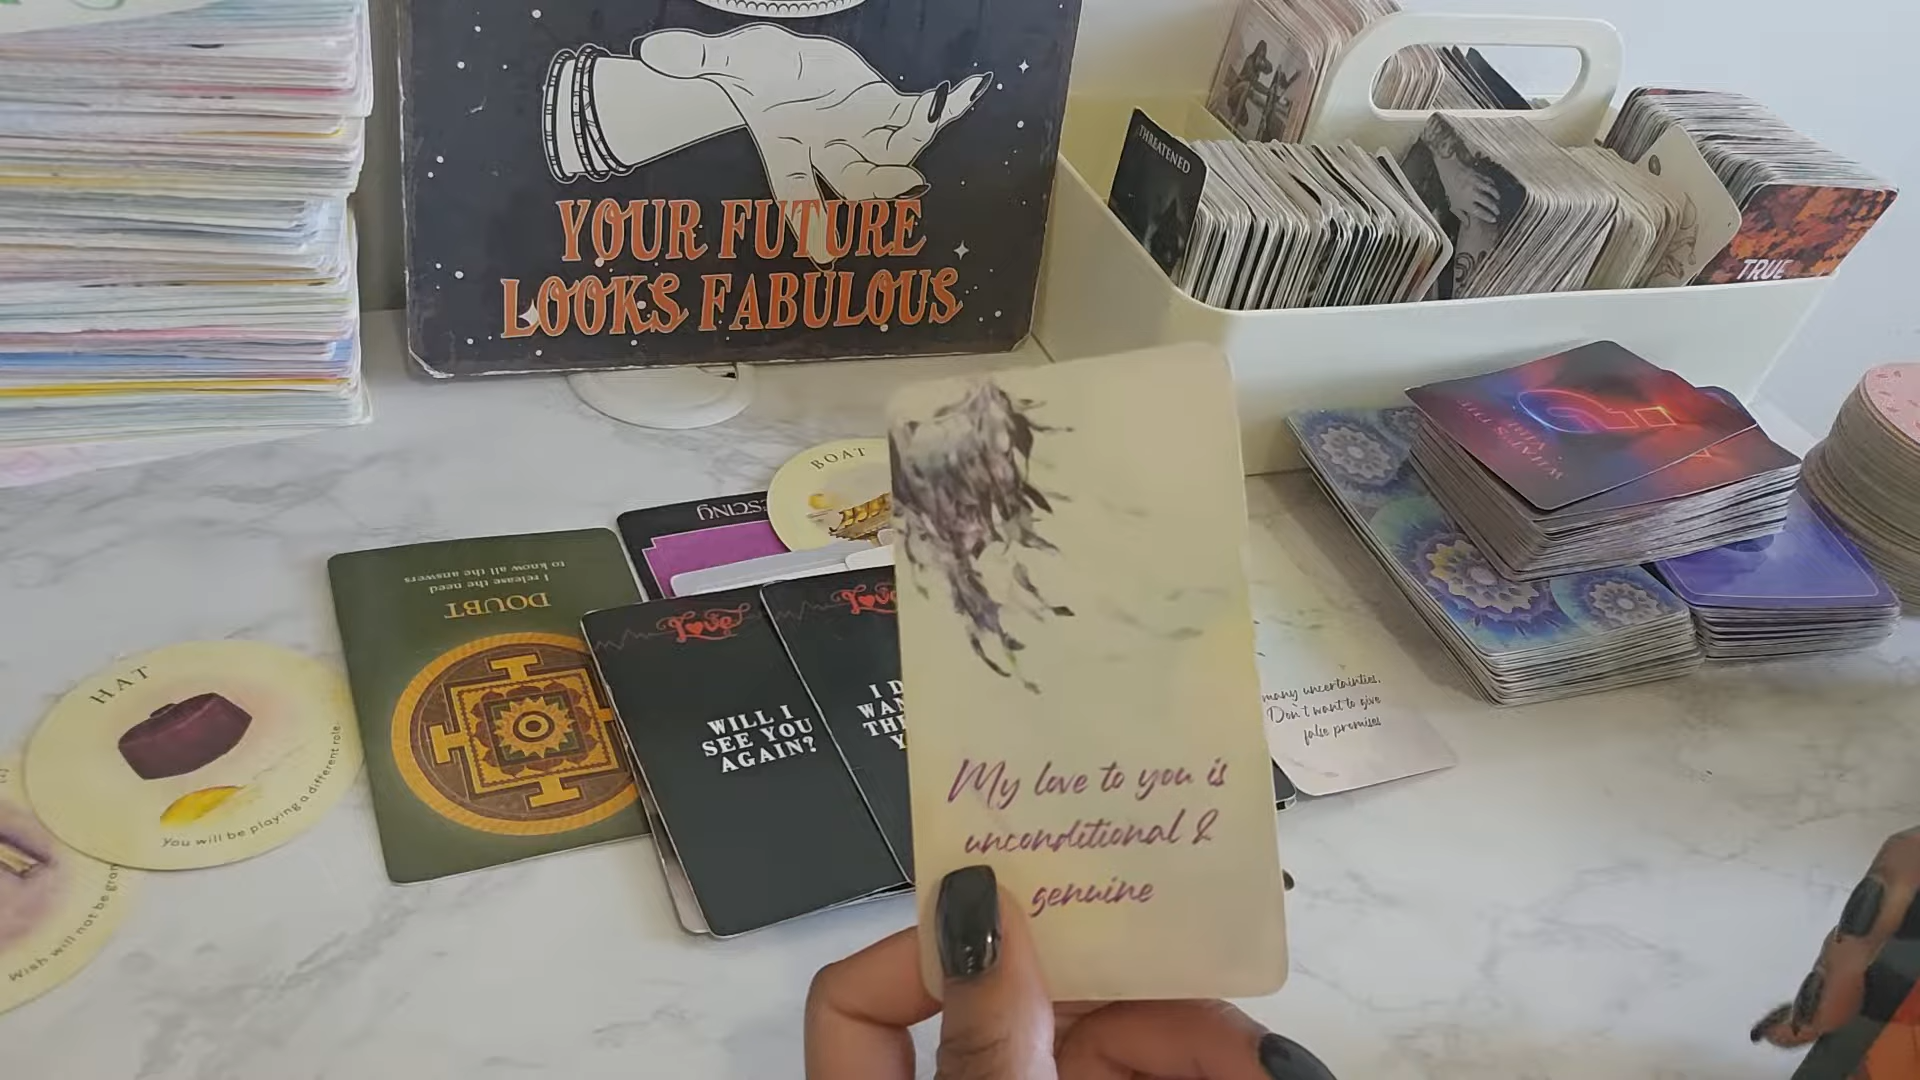 YOUR FUTURE
LOOKS FABULOUS
THREATENED
TRUE
WHAT'S THE
BOAT
I release the need
to know all the answers
DOUBT
HAT
You will be playing a different role.
Wish will not be
Love
WILL I
SEE YOU
AGAIN?
My love to you is
unconditional &
genuine
many uncertainties.
Don't want to give
false promises